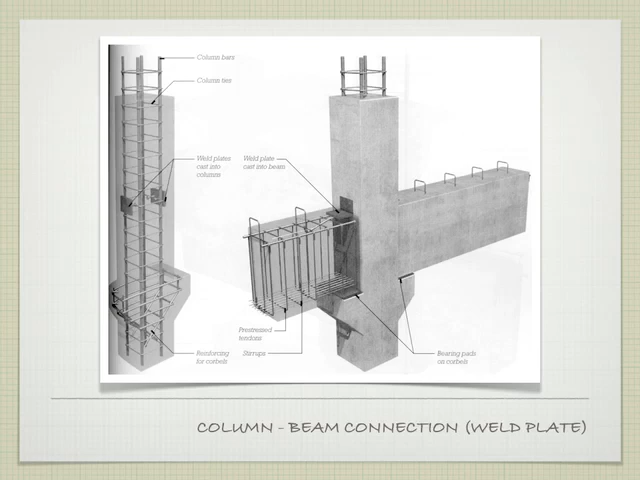 Column bars
Column ties
Weld plates
cast into
columns
Weld plate
cast into beam
Prestressed
tendons
Reinforcing
for corbels
Stirrups
Bearing pads
on corbels
COLUMN - BEAM CONNECTION (WELD PLATE)